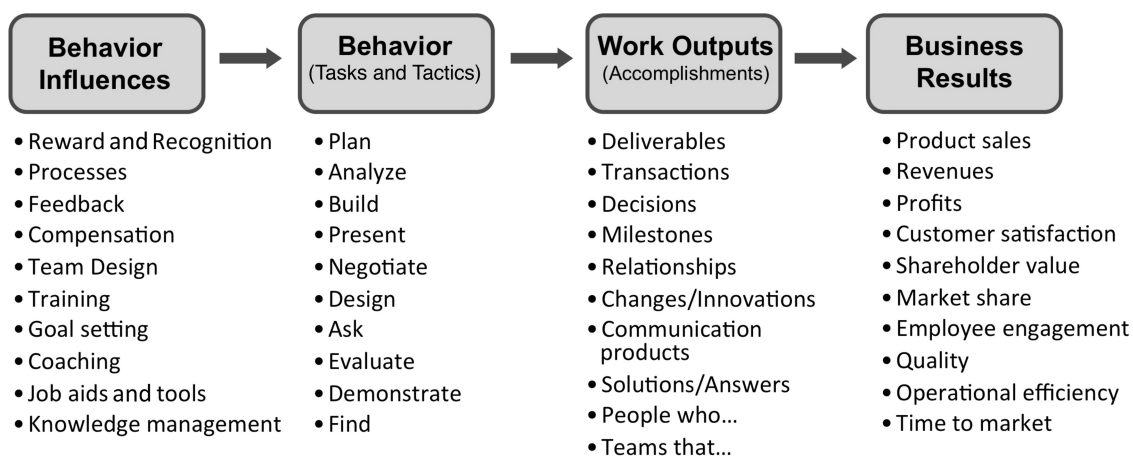 Behavior
Influences
Behavior
(Tasks and Tactics)
Work Outputs
(Accomplishments)
Business
Results
• Reward and Recognition
• Processes
• Feedback
• Compensation
• Team Design
• Training
• Goal setting
• Coaching
• Job aids and tools
• Knowledge management
• Plan
• Analyze
• Build
• Present
• Negotiate
• Design
• Ask
• Evaluate
• Demonstrate
• Find
• Deliverables
• Transactions
• Decisions
• Milestones
• Relationships
• Changes/Innovations
• Communication
products
• Solutions/Answers
• People who...
• Teams that...
• Product sales
• Revenues
• Profits
• Customer satisfaction
• Shareholder value
• Market share
• Employee engagement
• Quality
• Operational efficiency
• Time to market